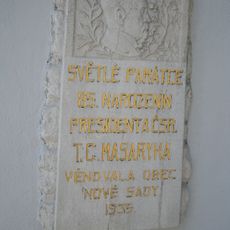 SVĚTLÉ PAMÁTCE
85. NAROZENIN
PRESIDENTA ČSR.
T. G. MASARYKA
VĚNOVALA OBEC
NOVÉ SADY
1935